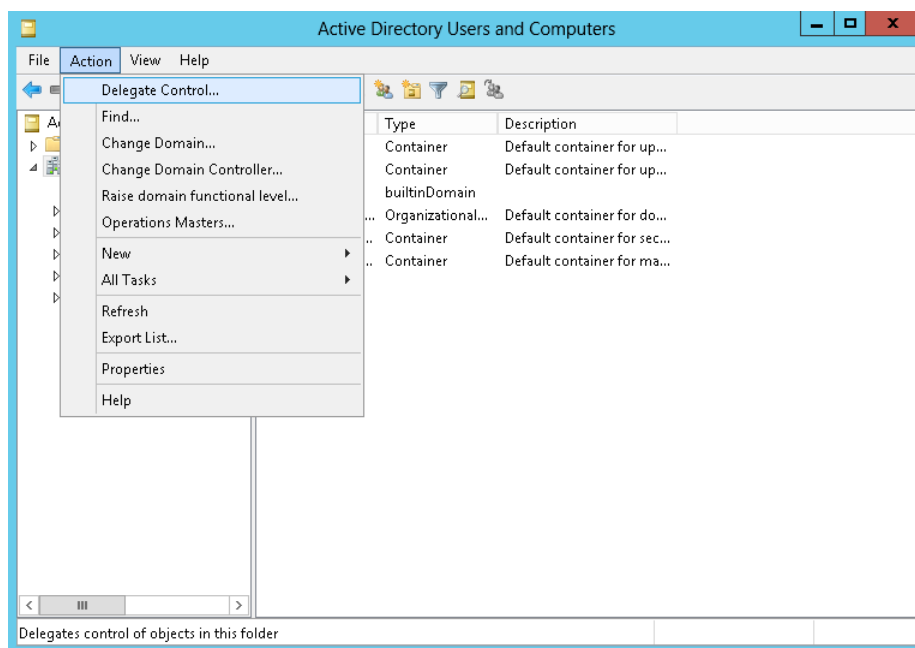 Active Directory Users and Computers
File Action View Help
Delegate Control...
Find...
Change Domain...
Change Domain Controller...
Raise domain functional level...
Operations Masters...
New
All Tasks
Refresh
Export List...
Properties
Help
Type Description
Container Default container for up...
Container Default container for up...
builtinDomain
... Organizational... Default container for do...
.. Container Default container for sec...
.. Container Default container for ma...
Delegates control of objects in this folder